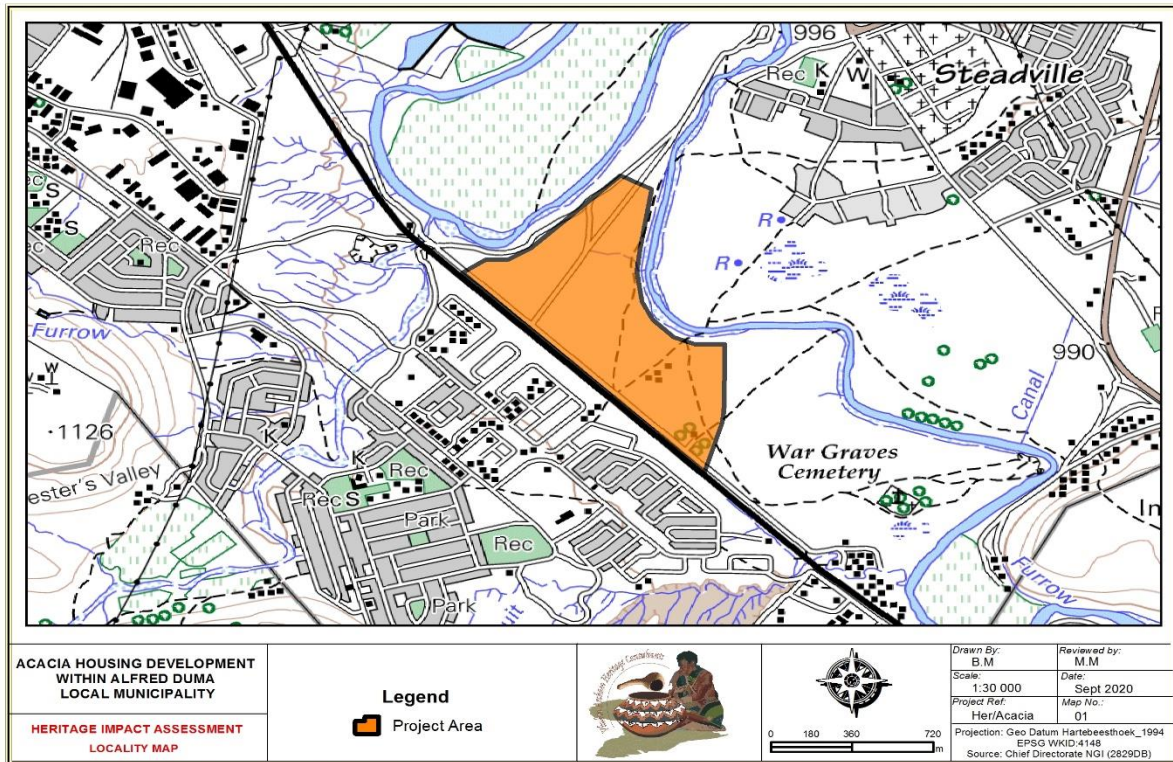 996
Rec
K
W
Steadville
Rec
S
S
Rec
Rec
R
R
Furrow
990
Canal
W
W
1126
K
War Graves
Cemetery
ester's Valley
K
Rec
Rec
S
In
Park
Rec
Furrow
Park
uit
ACACIA HOUSING DEVELOPMENT
WITHIN ALFRED DUMA
LOCAL MUNICIPALITY
HERITAGE IMPACT ASSESSMENT
LOCALITY MAP
Legend
Project Area
0 180 360 720
m
Drawn By:
B.M
Reviewed by:
M.M
Scale:
1:30 000
Date:
Sept 2020
Project Ref:
Her/Acacia
Map No.:
01
Projection: Geo Datum Hartebeesthoek_1994
EPSG WKID:4148
Source: Chief Directorate NGI (2829DB)